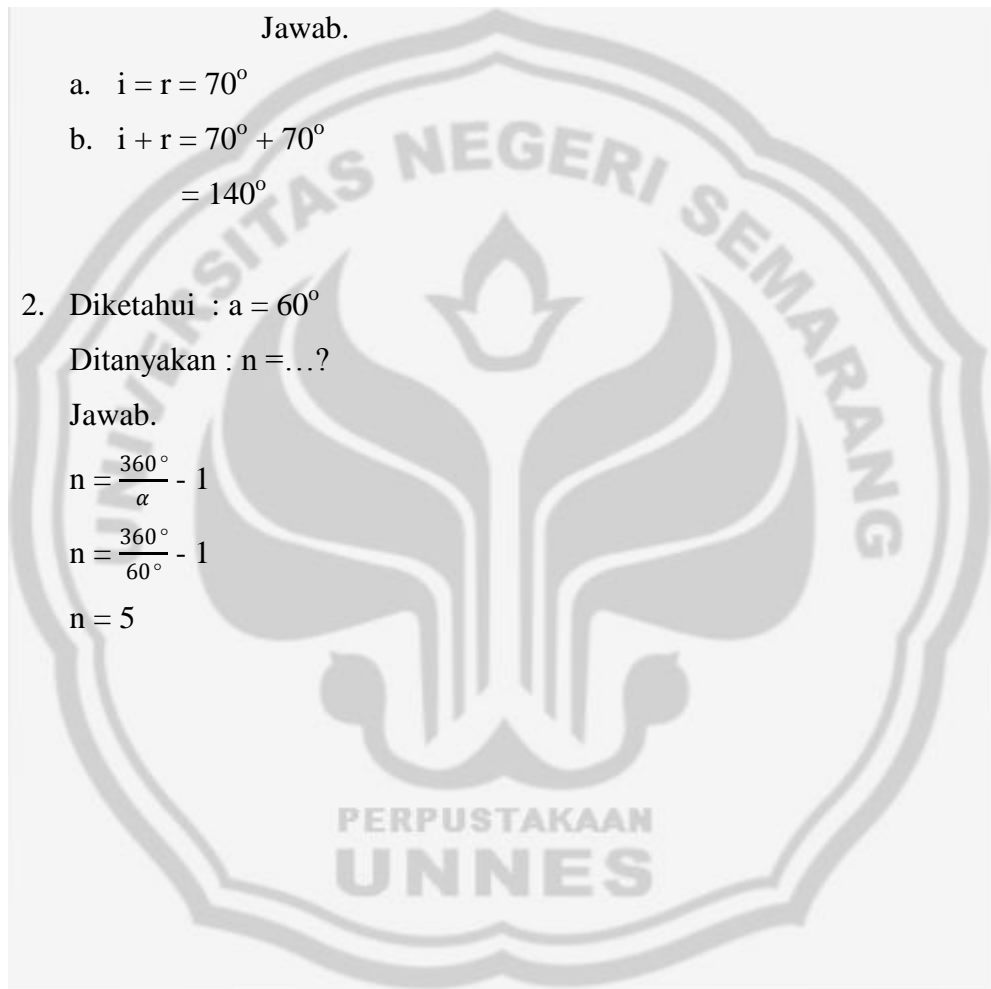 Jawab.
a. i = r = 70°
b. i + r = 70° + 70°
= 140°
2. Diketahui : a = 60°
Ditanyakan : n =…?
Jawab.
n = 360°/α - 1
n = 360°/60° - 1
n = 5
UNIVERSITAS NEGERI SEMARANG
PERPUSTAKAAN
UNNES